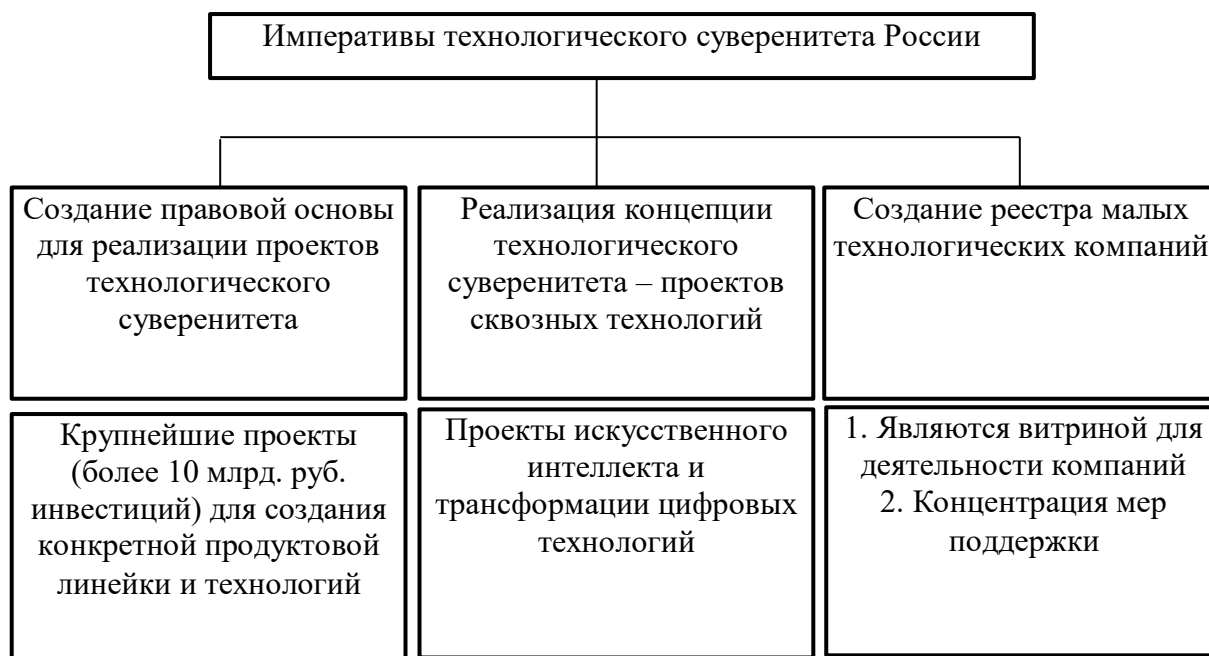 Императивы технологического суверенитета России
Создание правовой основы
для реализации проектов
технологического
суверенитета
Реализация концепции
технологического
суверенитета – проектов
сквозных технологий
Создание реестра малых
технологических компаний
Крупнейшие проекты
(более 10 млрд. руб.
инвестиций) для создания
конкретной продуктовой
линейки и технологий
Проекты искусственного
интеллекта и
трансформации цифровых
технологий
1. Являются витриной для
деятельности компаний
2. Концентрация мер
поддержки